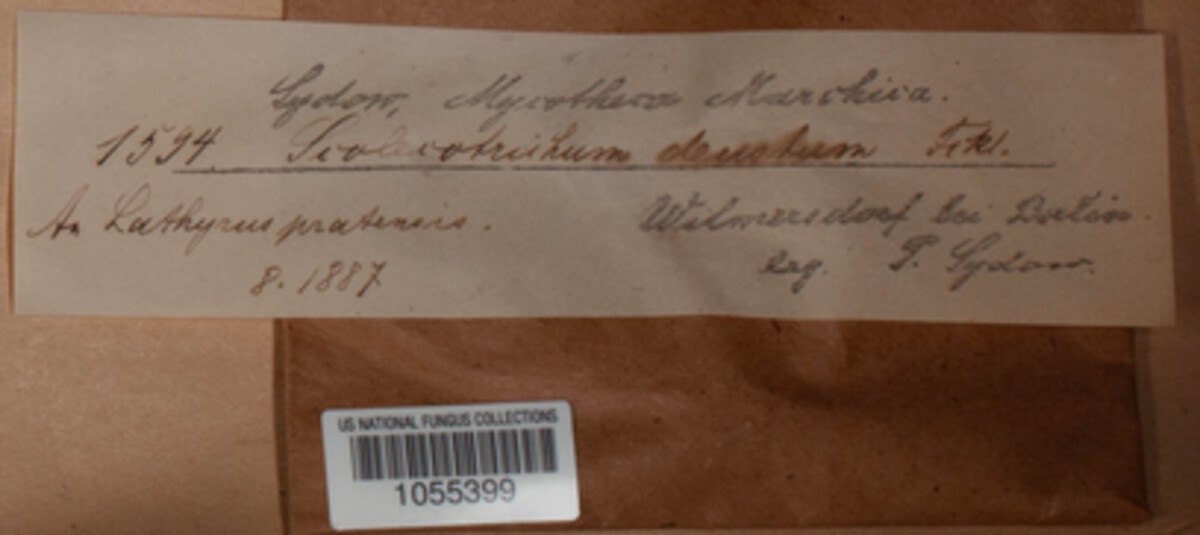 Sydow, Mycotheca Marchica.
1594 Scolecotrichum deustum Fckl.
An Lathyrus pratensis.
8. 1887
Wilmersdorf bei Berlin.
leg. P. Sydow.
US NATIONAL FUNGUS COLLECTIONS
1055399